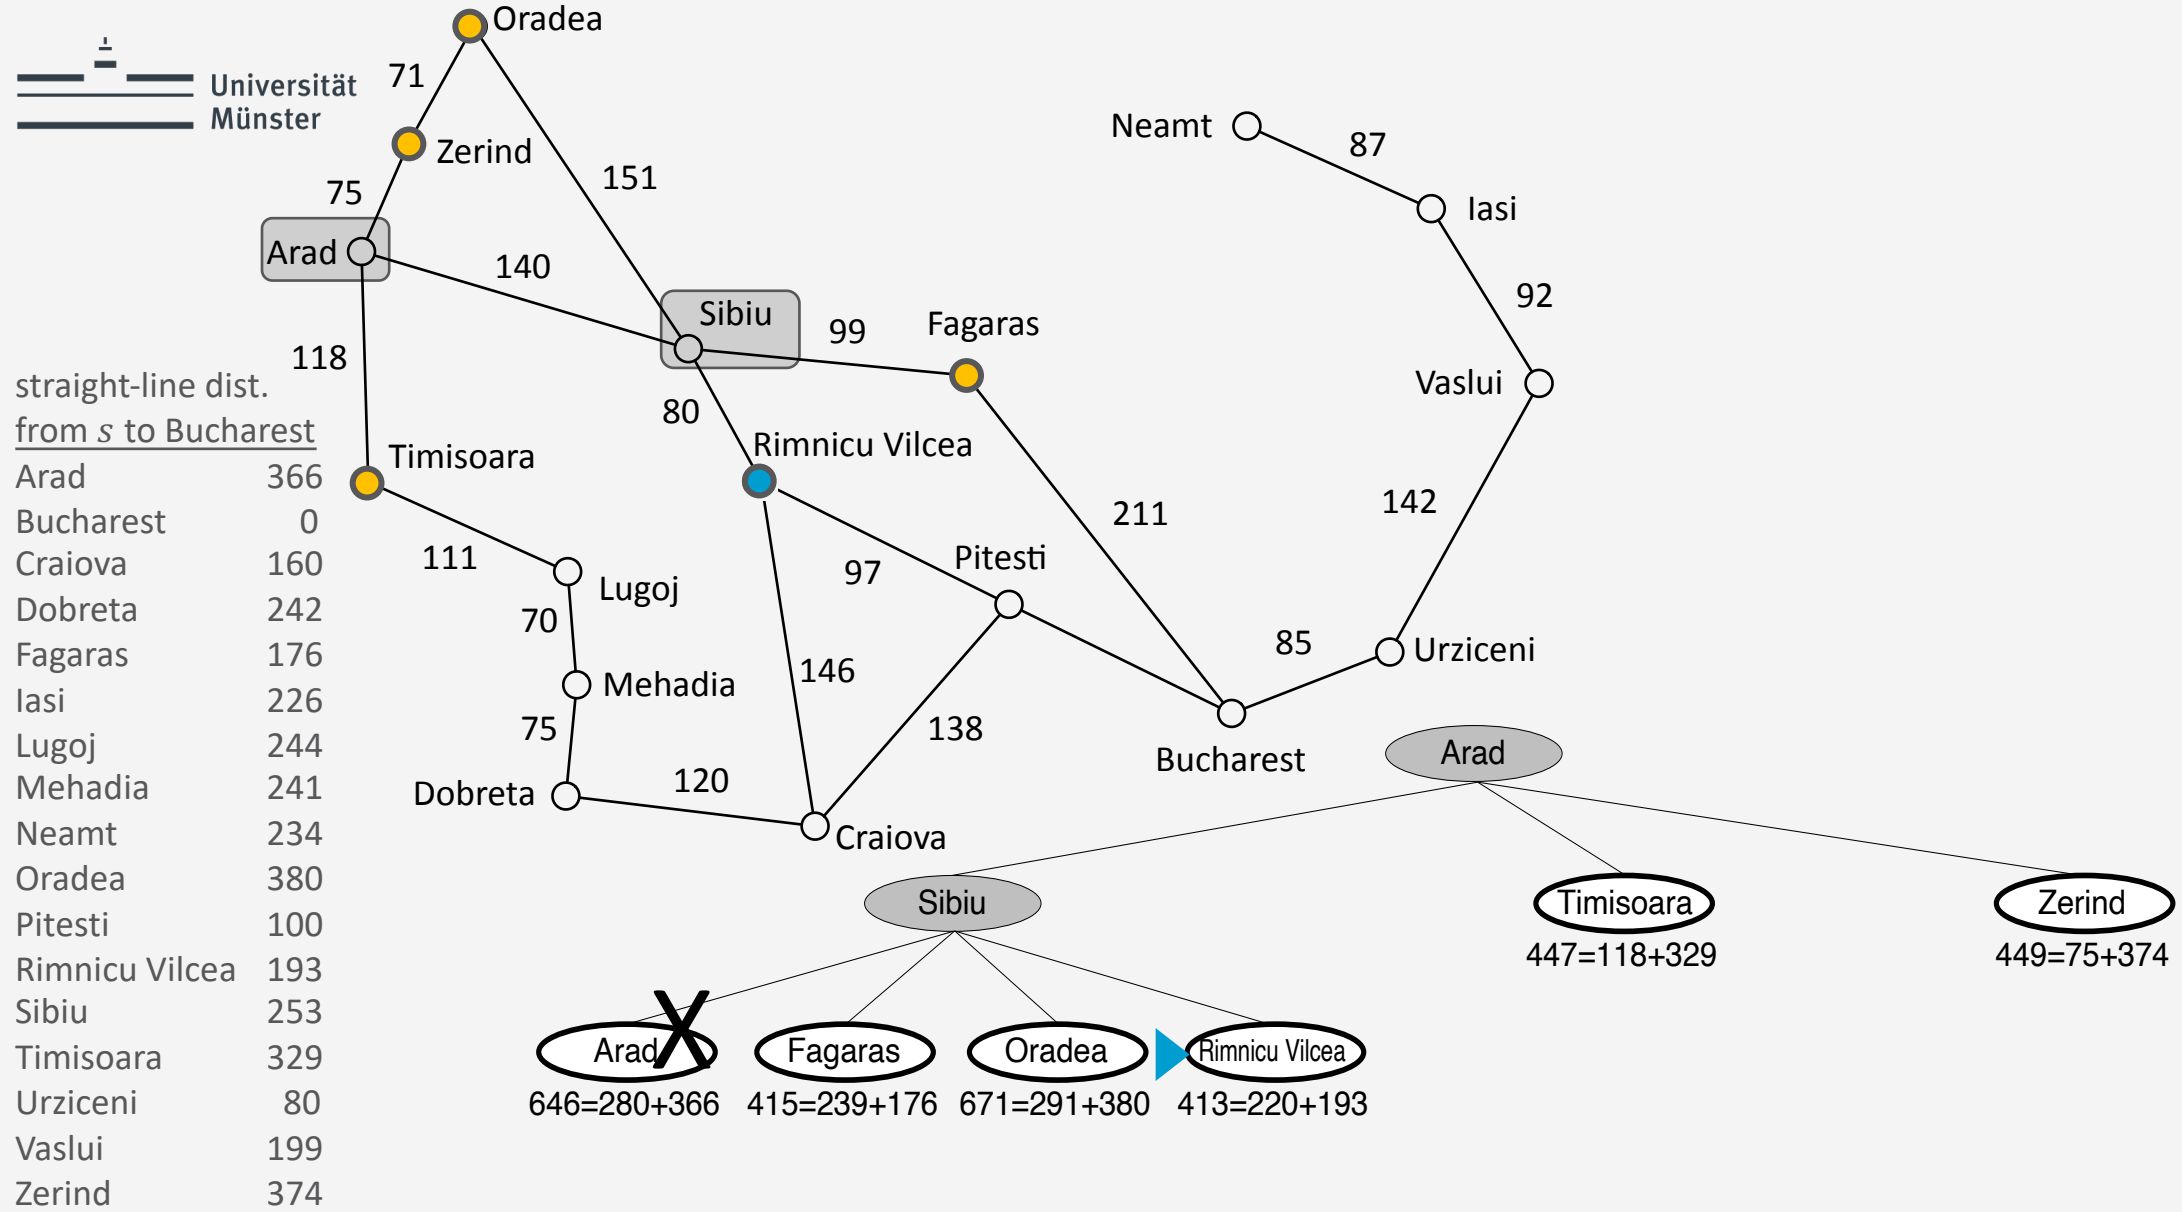 Universität
Münster
Oradea
71
Zerind
151
75
Arad
140
Sibiu
99
Fagaras
118
80
Rimnicu Vilcea
Timisoara
111
Lugoj
70
Mehadia
75
Dobreta
120
Craiova
146
97
Pitesti
138
211
Bucharest
85
Urziceni
142
Vaslui
92
Iasi
87
Neamt
straight-line dist.
from s to Bucharest
Arad 366
Bucharest 0
Craiova 160
Dobreta 242
Fagaras 176
Iasi 226
Lugoj 244
Mehadia 241
Neamt 234
Oradea 380
Pitesti 100
Rimnicu Vilcea 193
Sibiu 253
Timisoara 329
Urziceni 80
Vaslui 199
Zerind 374
Arad
Sibiu
Timisoara
Zerind
447=118+329
449=75+374
Arad X
Fagaras
Oradea
Rimnicu Vilcea
646=280+366
415=239+176
671=291+380
413=220+193